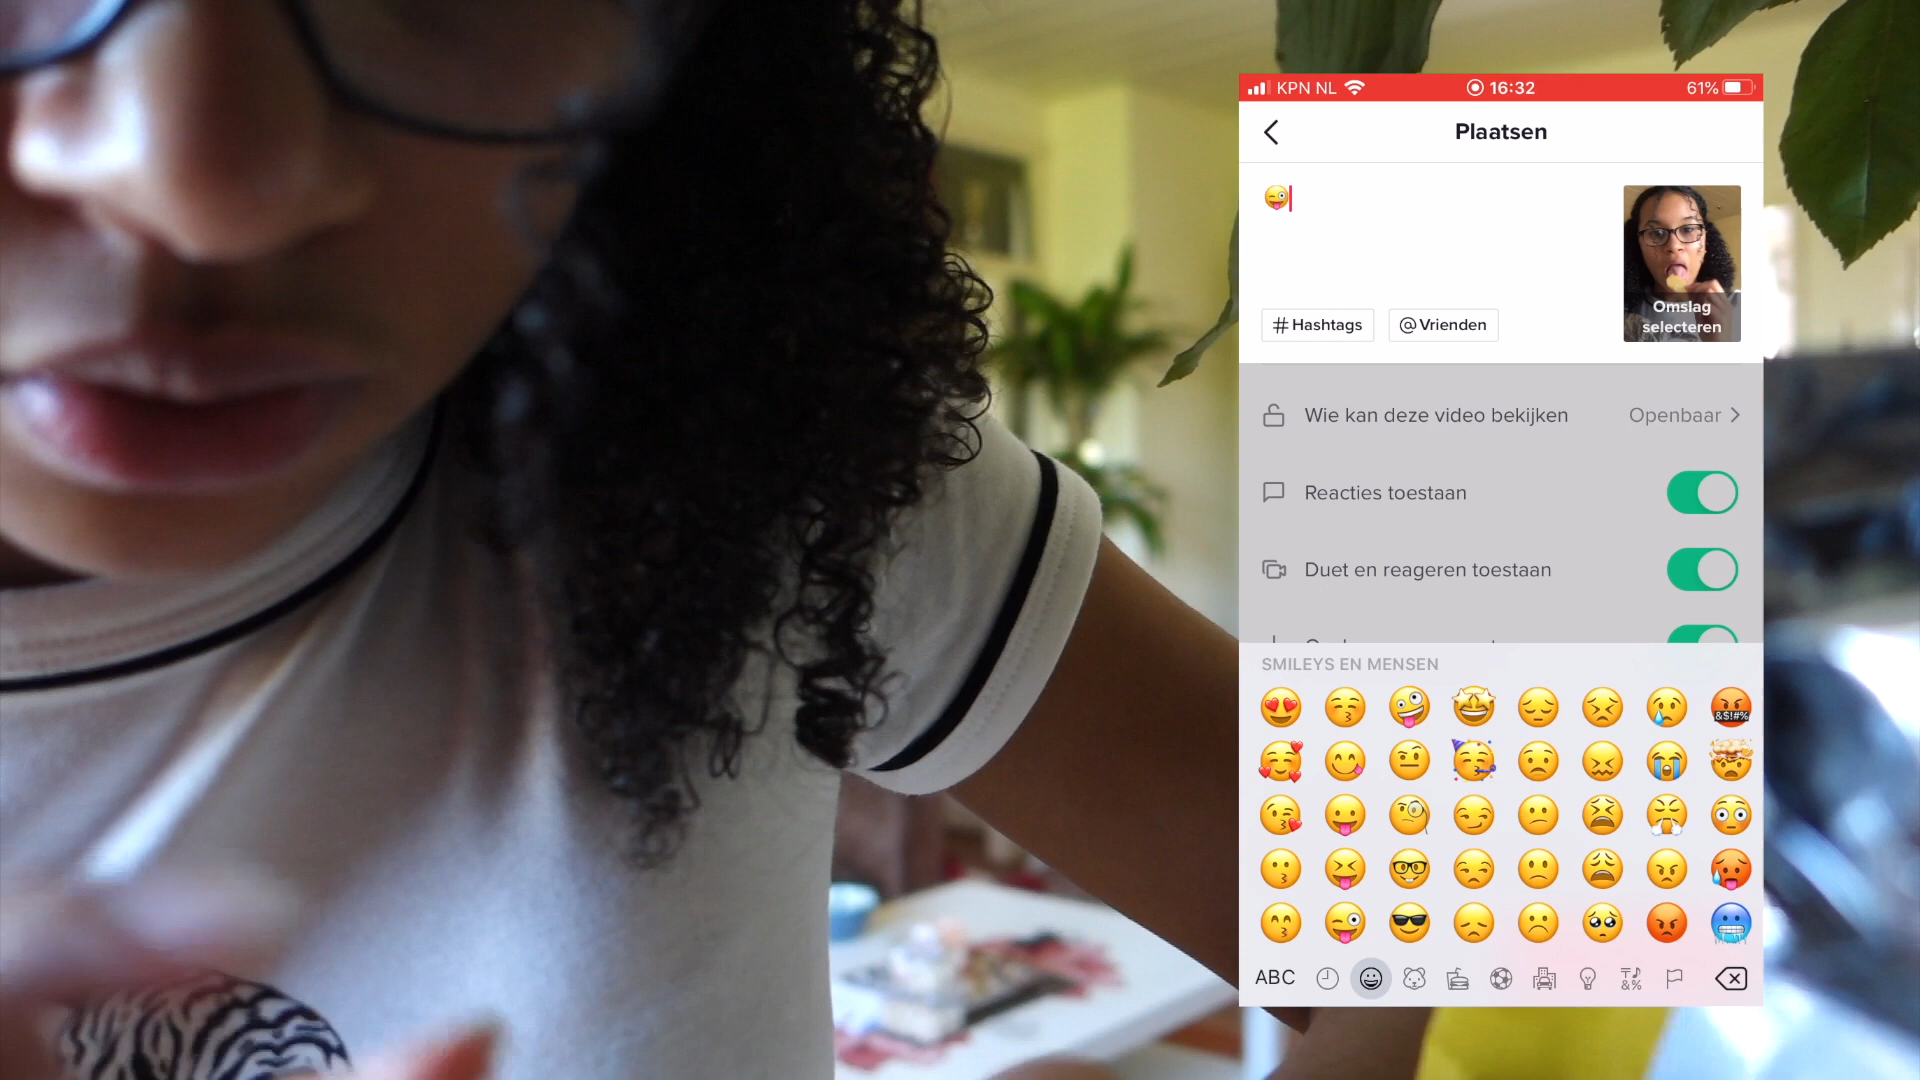 KPN NL 16:32 61%
Plaatsen
😜
Omslag
selecteren
# Hashtags @ Vrienden
Wie kan deze video bekijken Openbaar
Reacties toestaan
Duet en reageren toestaan
SMILEYS EN MENSEN
&$!#%
ABC